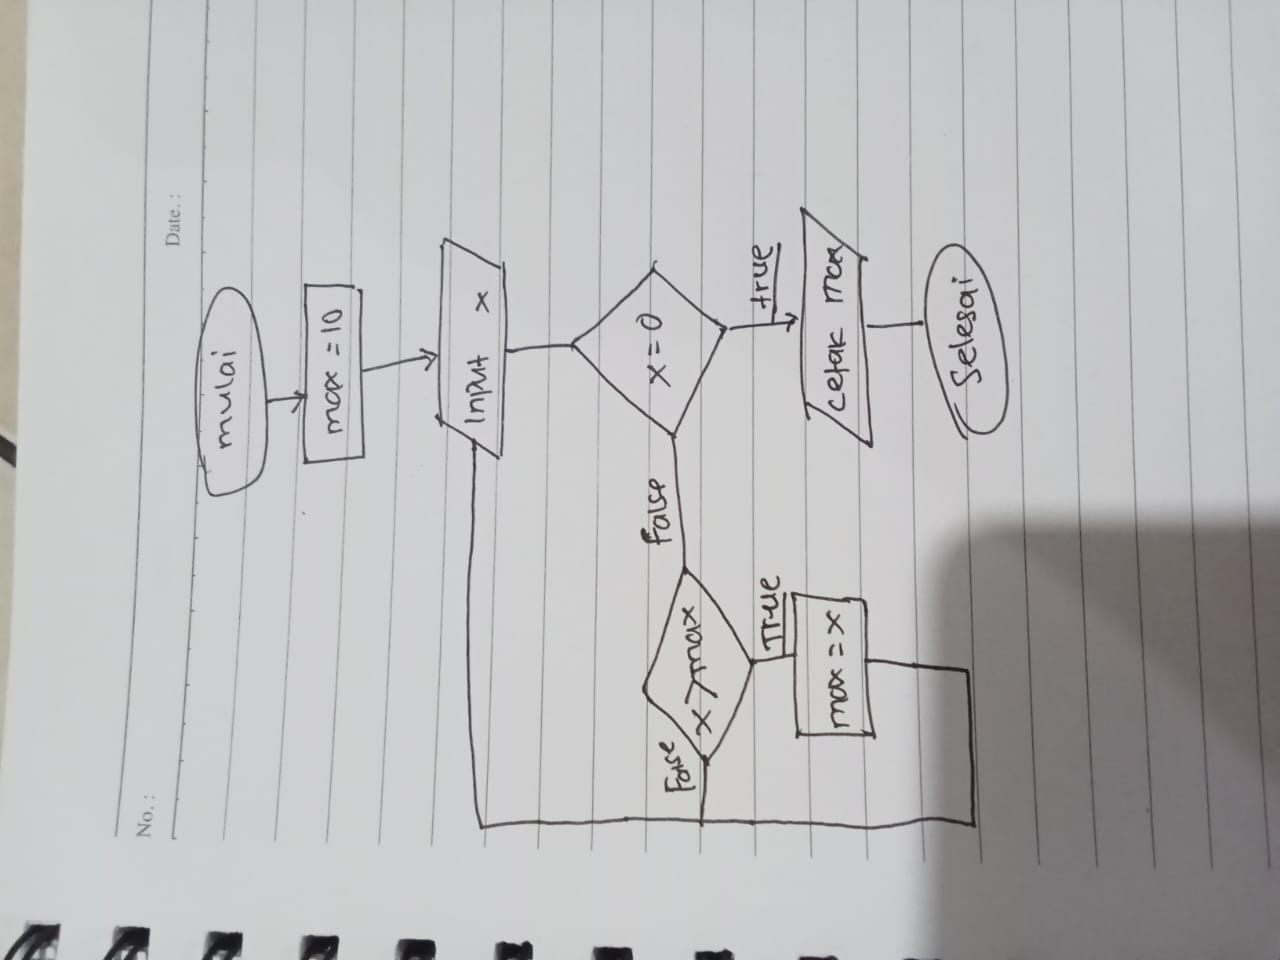 No. :
Date. :
mulai
max = 10
Input x
x = 0
False
true
x > max
False
True
max = x
cetak max
Selesai